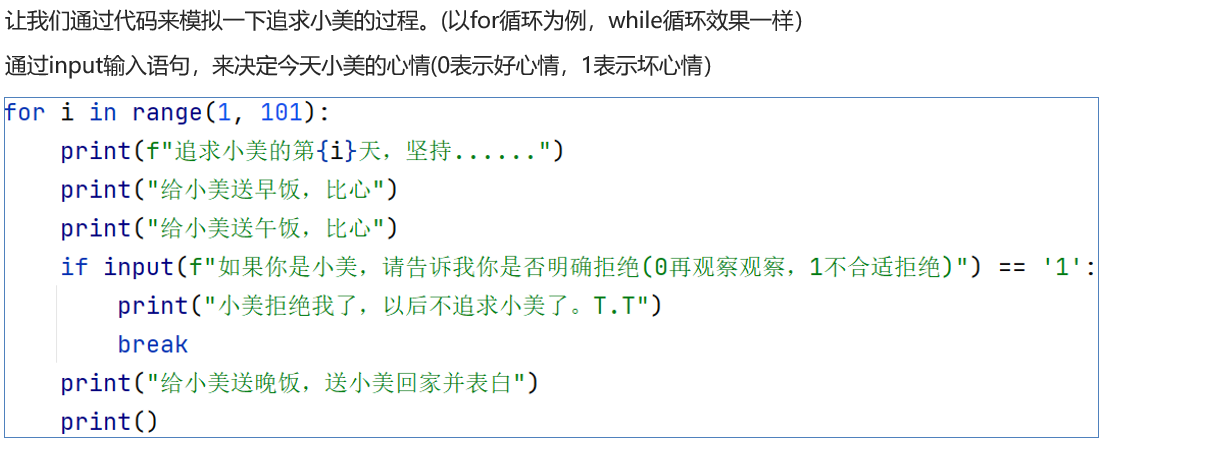 让我们通过代码来模拟一下追求小美的过程。(以for循环为例，while循环效果一样)
通过input输入语句，来决定今天小美的心情(0表示好心情，1表示坏心情)
for i in range(1, 101):
    print(f"追求小美的第{i}天，坚持......")
    print("给小美送早饭，比心")
    print("给小美送午饭，比心")
    if input(f"如果你是小美，请告诉我你是否明确拒绝(0再观察观察，1不合适拒绝)") == '1':
        print("小美拒绝我了，以后不追求小美了。T.T")
        break
    print("给小美送晚饭，送小美回家并表白")
    print()